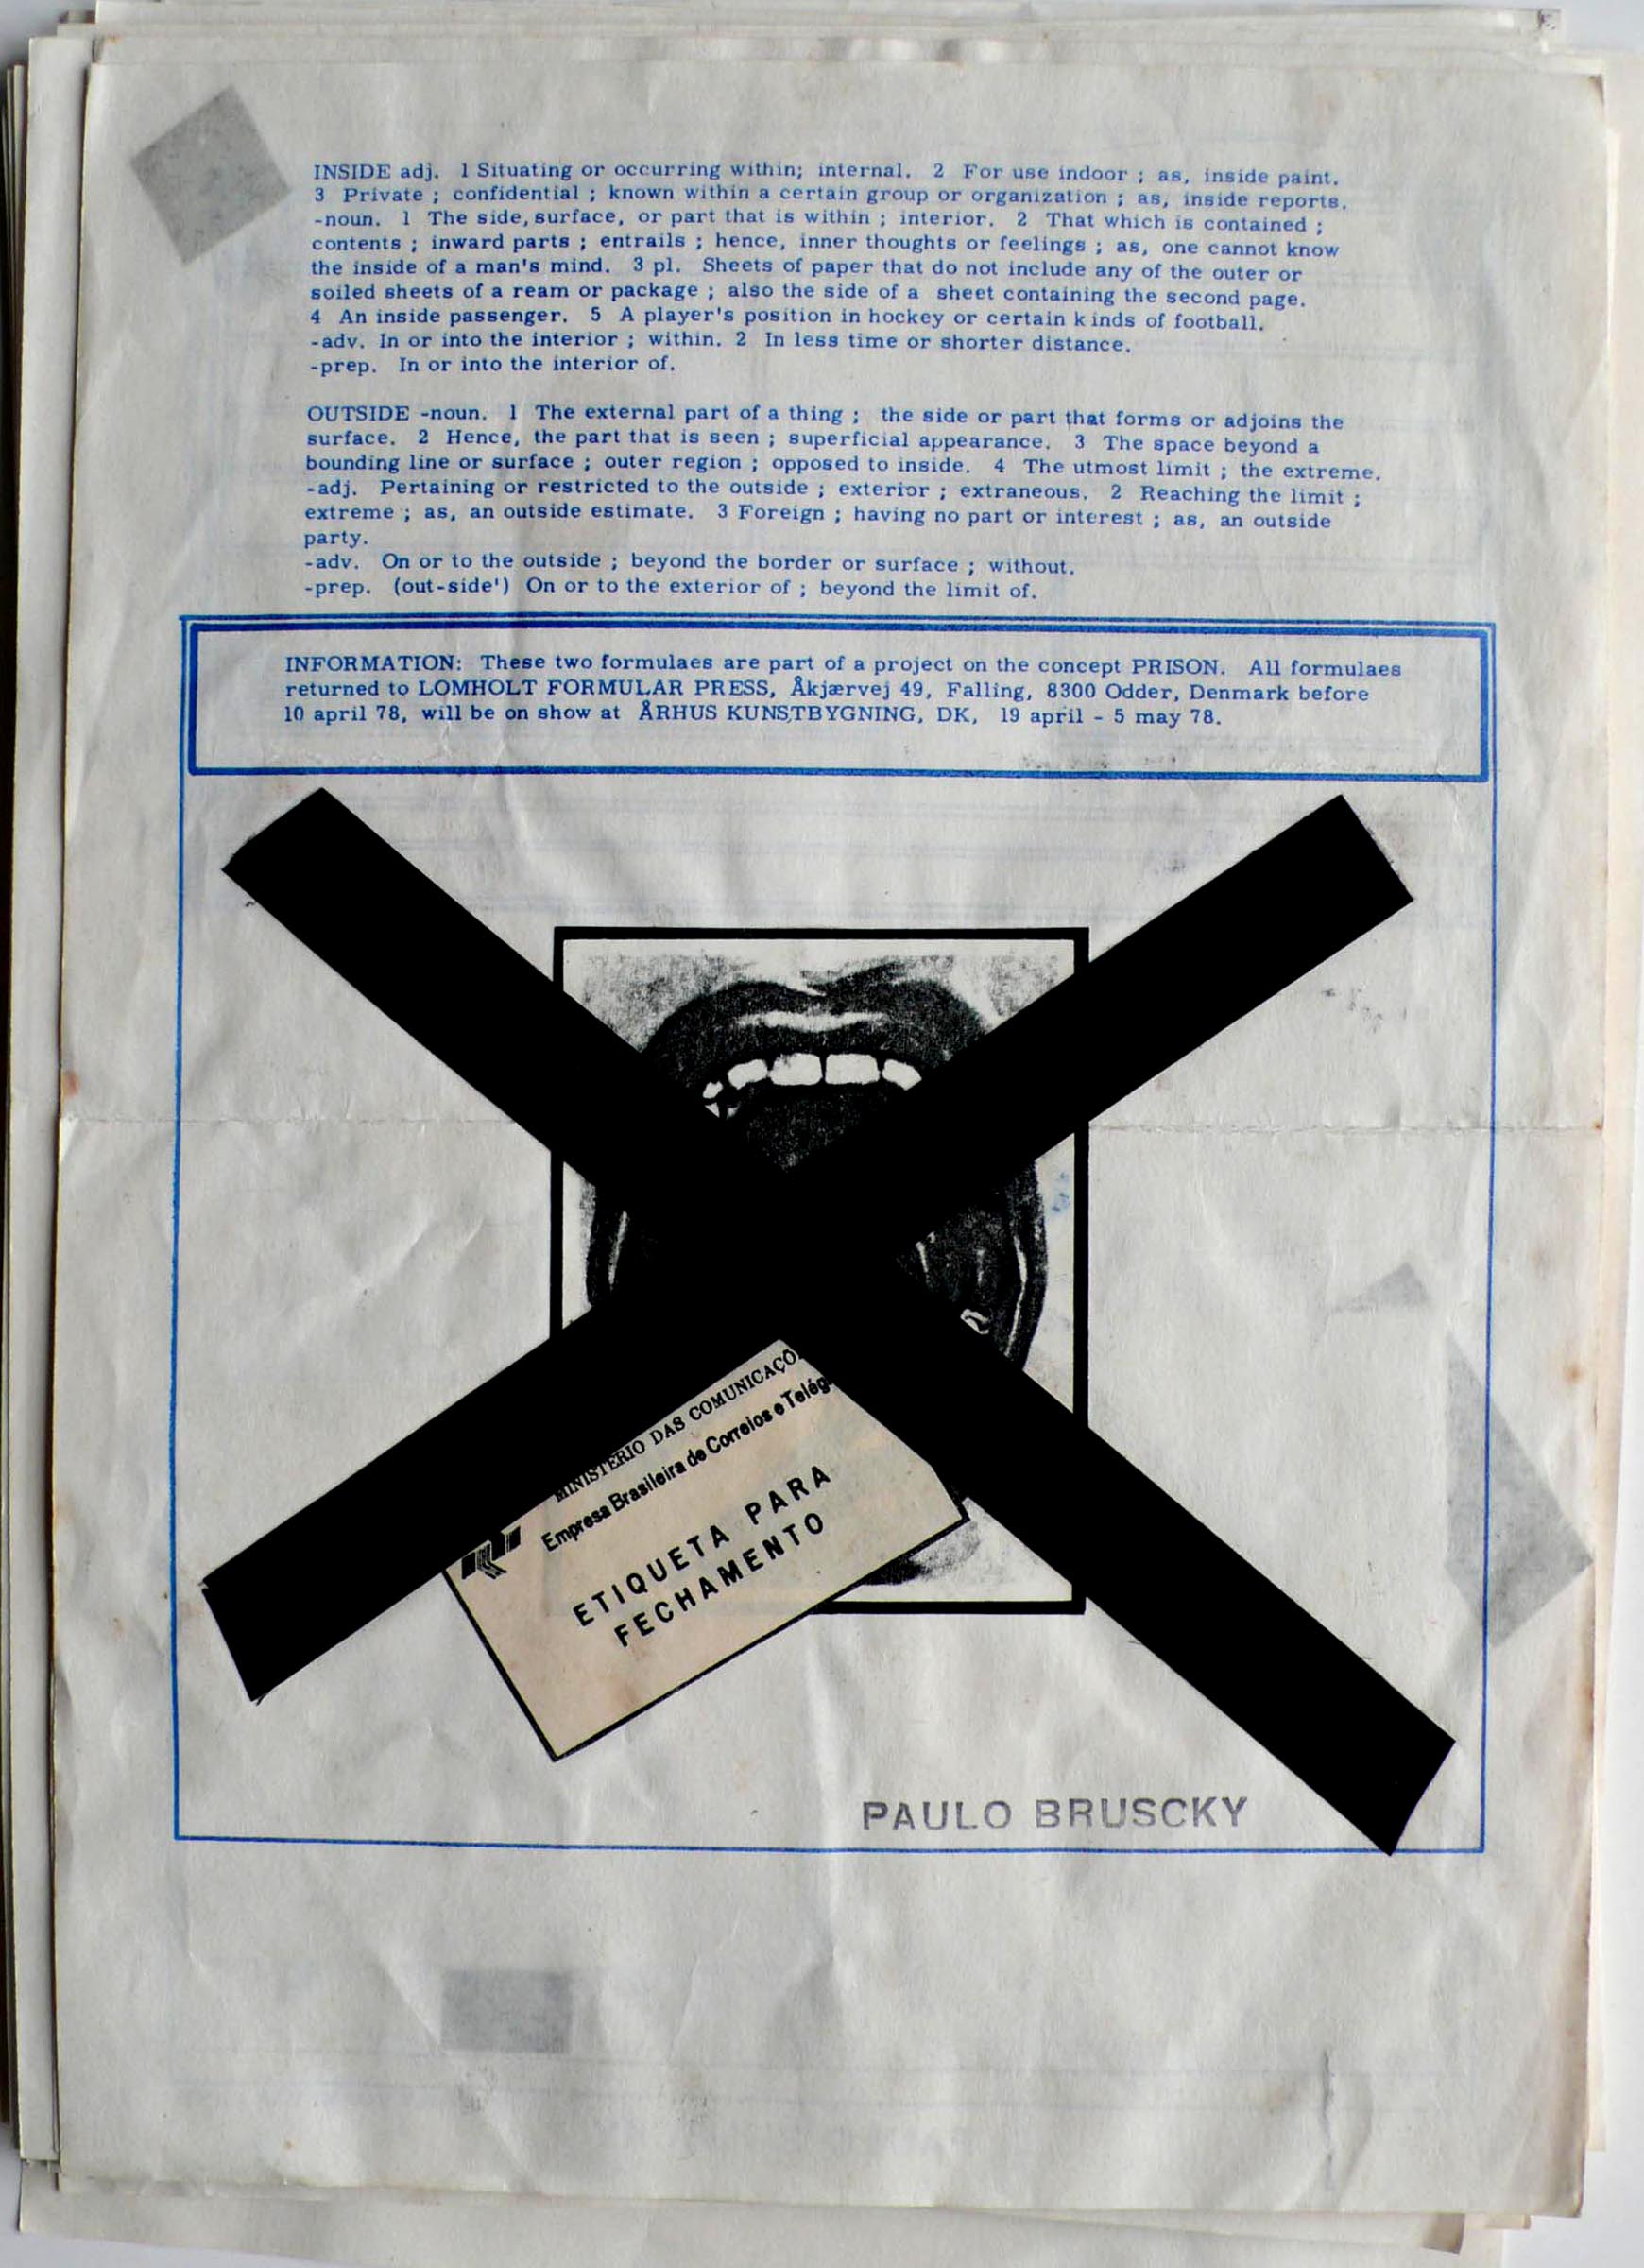 INSIDE adj. 1 Situating or occurring within; internal. 2 For use indoor ; as, inside paint.
3 Private ; confidential ; known within a certain group or organization ; as, inside reports.
-noun. 1 The side, surface, or part that is within ; interior. 2 That which is contained ;
contents ; inward parts ; entrails ; hence, inner thoughts or feelings ; as, one cannot know
the inside of a man's mind. 3 pl. Sheets of paper that do not include any of the outer or
soiled sheets of a ream or package ; also the side of a sheet containing the second page.
4 An inside passenger. 5 A player's position in hockey or certain kinds of football.
-adv. In or into the interior ; within. 2 In less time or shorter distance.
-prep. In or into the interior of.
OUTSIDE -noun. 1 The external part of a thing ; the side or part that forms or adjoins the
surface. 2 Hence, the part that is seen ; superficial appearance. 3 The space beyond a
bounding line or surface ; outer region ; opposed to inside. 4 The utmost limit ; the extreme.
-adj. Pertaining or restricted to the outside ; exterior ; extraneous. 2 Reaching the limit ;
extreme ; as, an outside estimate. 3 Foreign ; having no part or interest ; as, an outside
party.
-adv. On or to the outside ; beyond the border or surface ; without.
-prep. (out-side') On or to the exterior of ; beyond the limit of.
INFORMATION: These two formulaes are part of a project on the concept PRISON. All formulaes
returned to LOMHOLT FORMULAR PRESS, Åkjærvej 49, Falling, 8300 Odder, Denmark before
10 april 78, will be on show at ÅRHUS KUNSTBYGNING, DK, 19 april - 5 may 78.
MINISTÉRIO DAS COMUNICAÇÕ
Empresa Brasileira de Correios e Telég
ETIQUETA PARA
FECHAMENTO
PAULO BRUSCKY